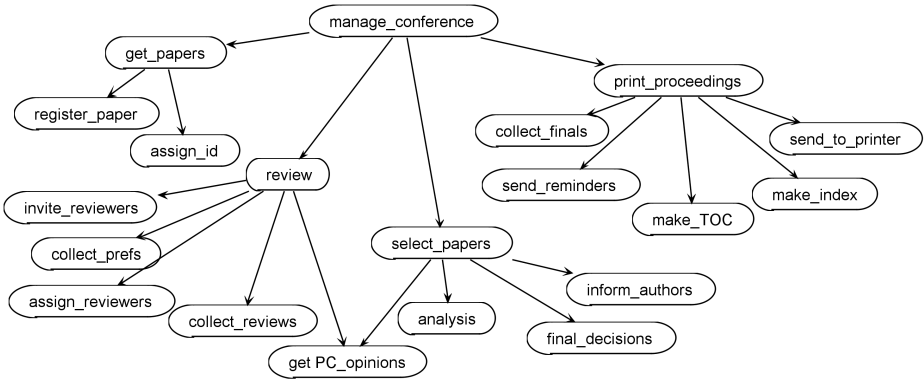 manage_conference
get_papers
print_proceedings
register_paper
collect_finals
send_to_printer
assign_id
review
send_reminders
make_index
invite_reviewers
make_TOC
select_papers
collect_prefs
inform_authors
assign_reviewers
collect_reviews
analysis
final_decisions
get PC_opinions